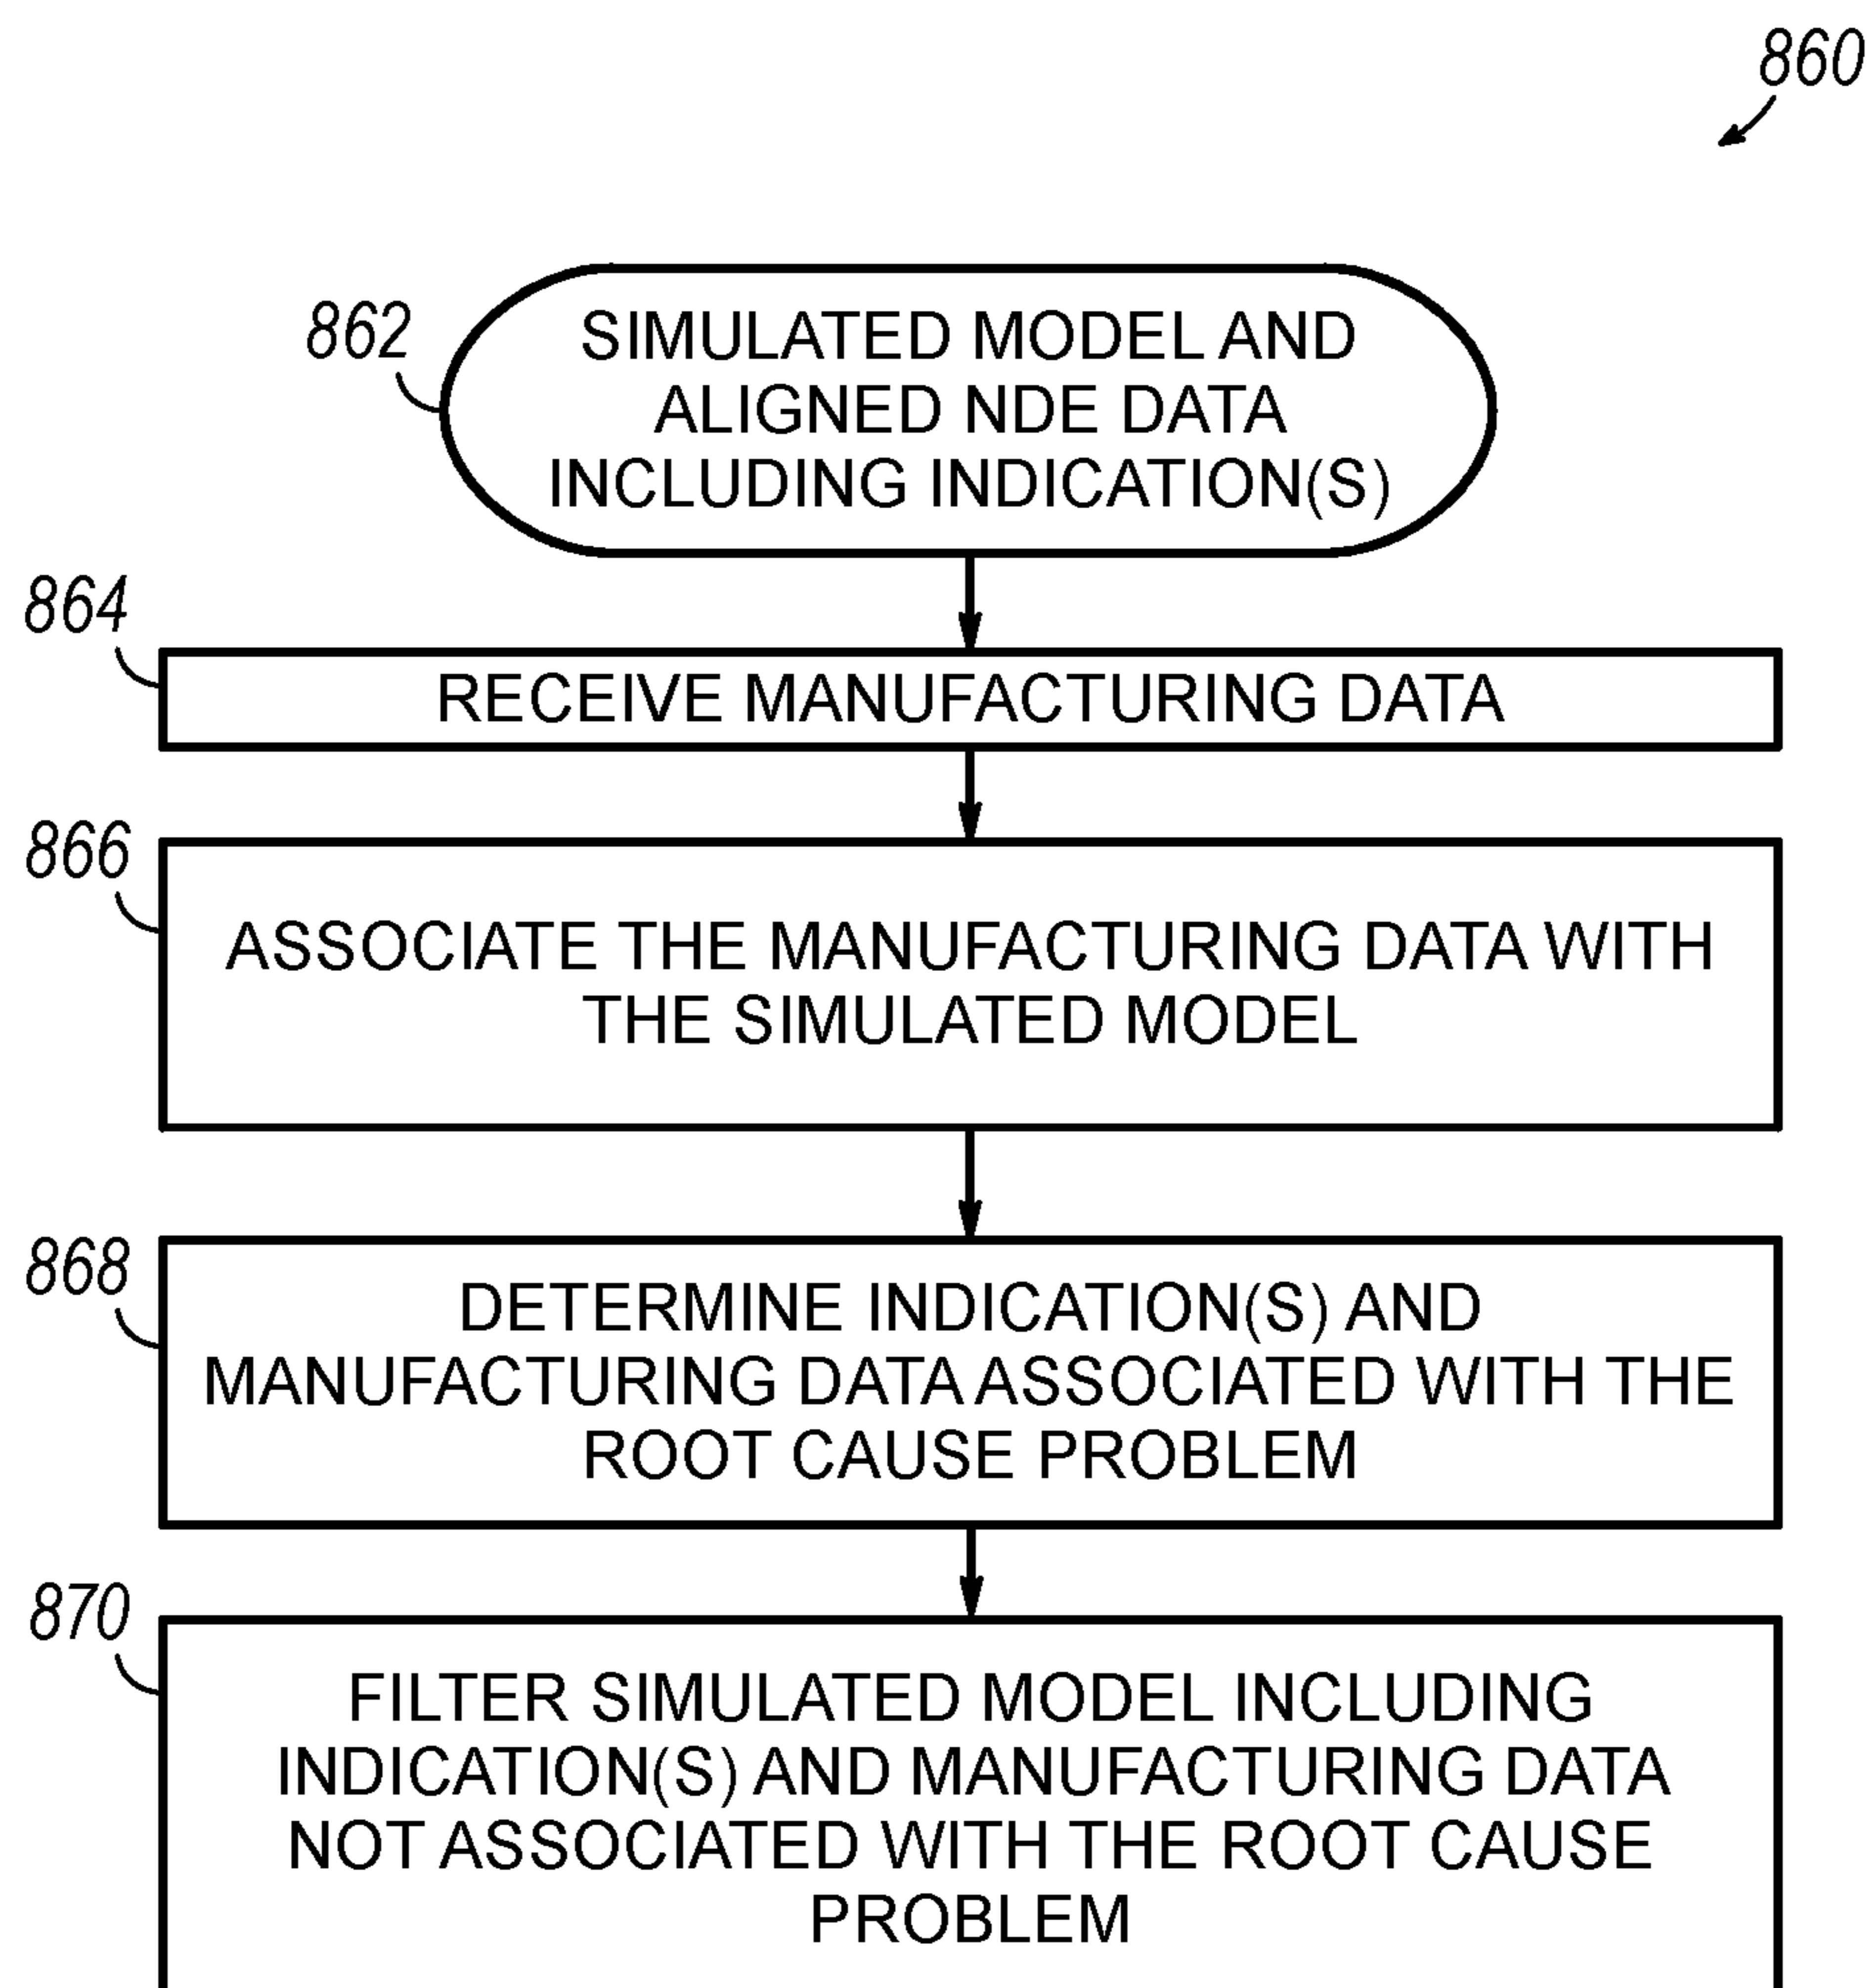 860
862
SIMULATED MODEL AND
ALIGNED NDE DATA
INCLUDING INDICATION(S)
864
RECEIVE MANUFACTURING DATA
866
ASSOCIATE THE MANUFACTURING DATA WITH
THE SIMULATED MODEL
868
DETERMINE INDICATION(S) AND
MANUFACTURING DATA ASSOCIATED WITH THE
ROOT CAUSE PROBLEM
870
FILTER SIMULATED MODEL INCLUDING
INDICATION(S) AND MANUFACTURING DATA
NOT ASSOCIATED WITH THE ROOT CAUSE
PROBLEM